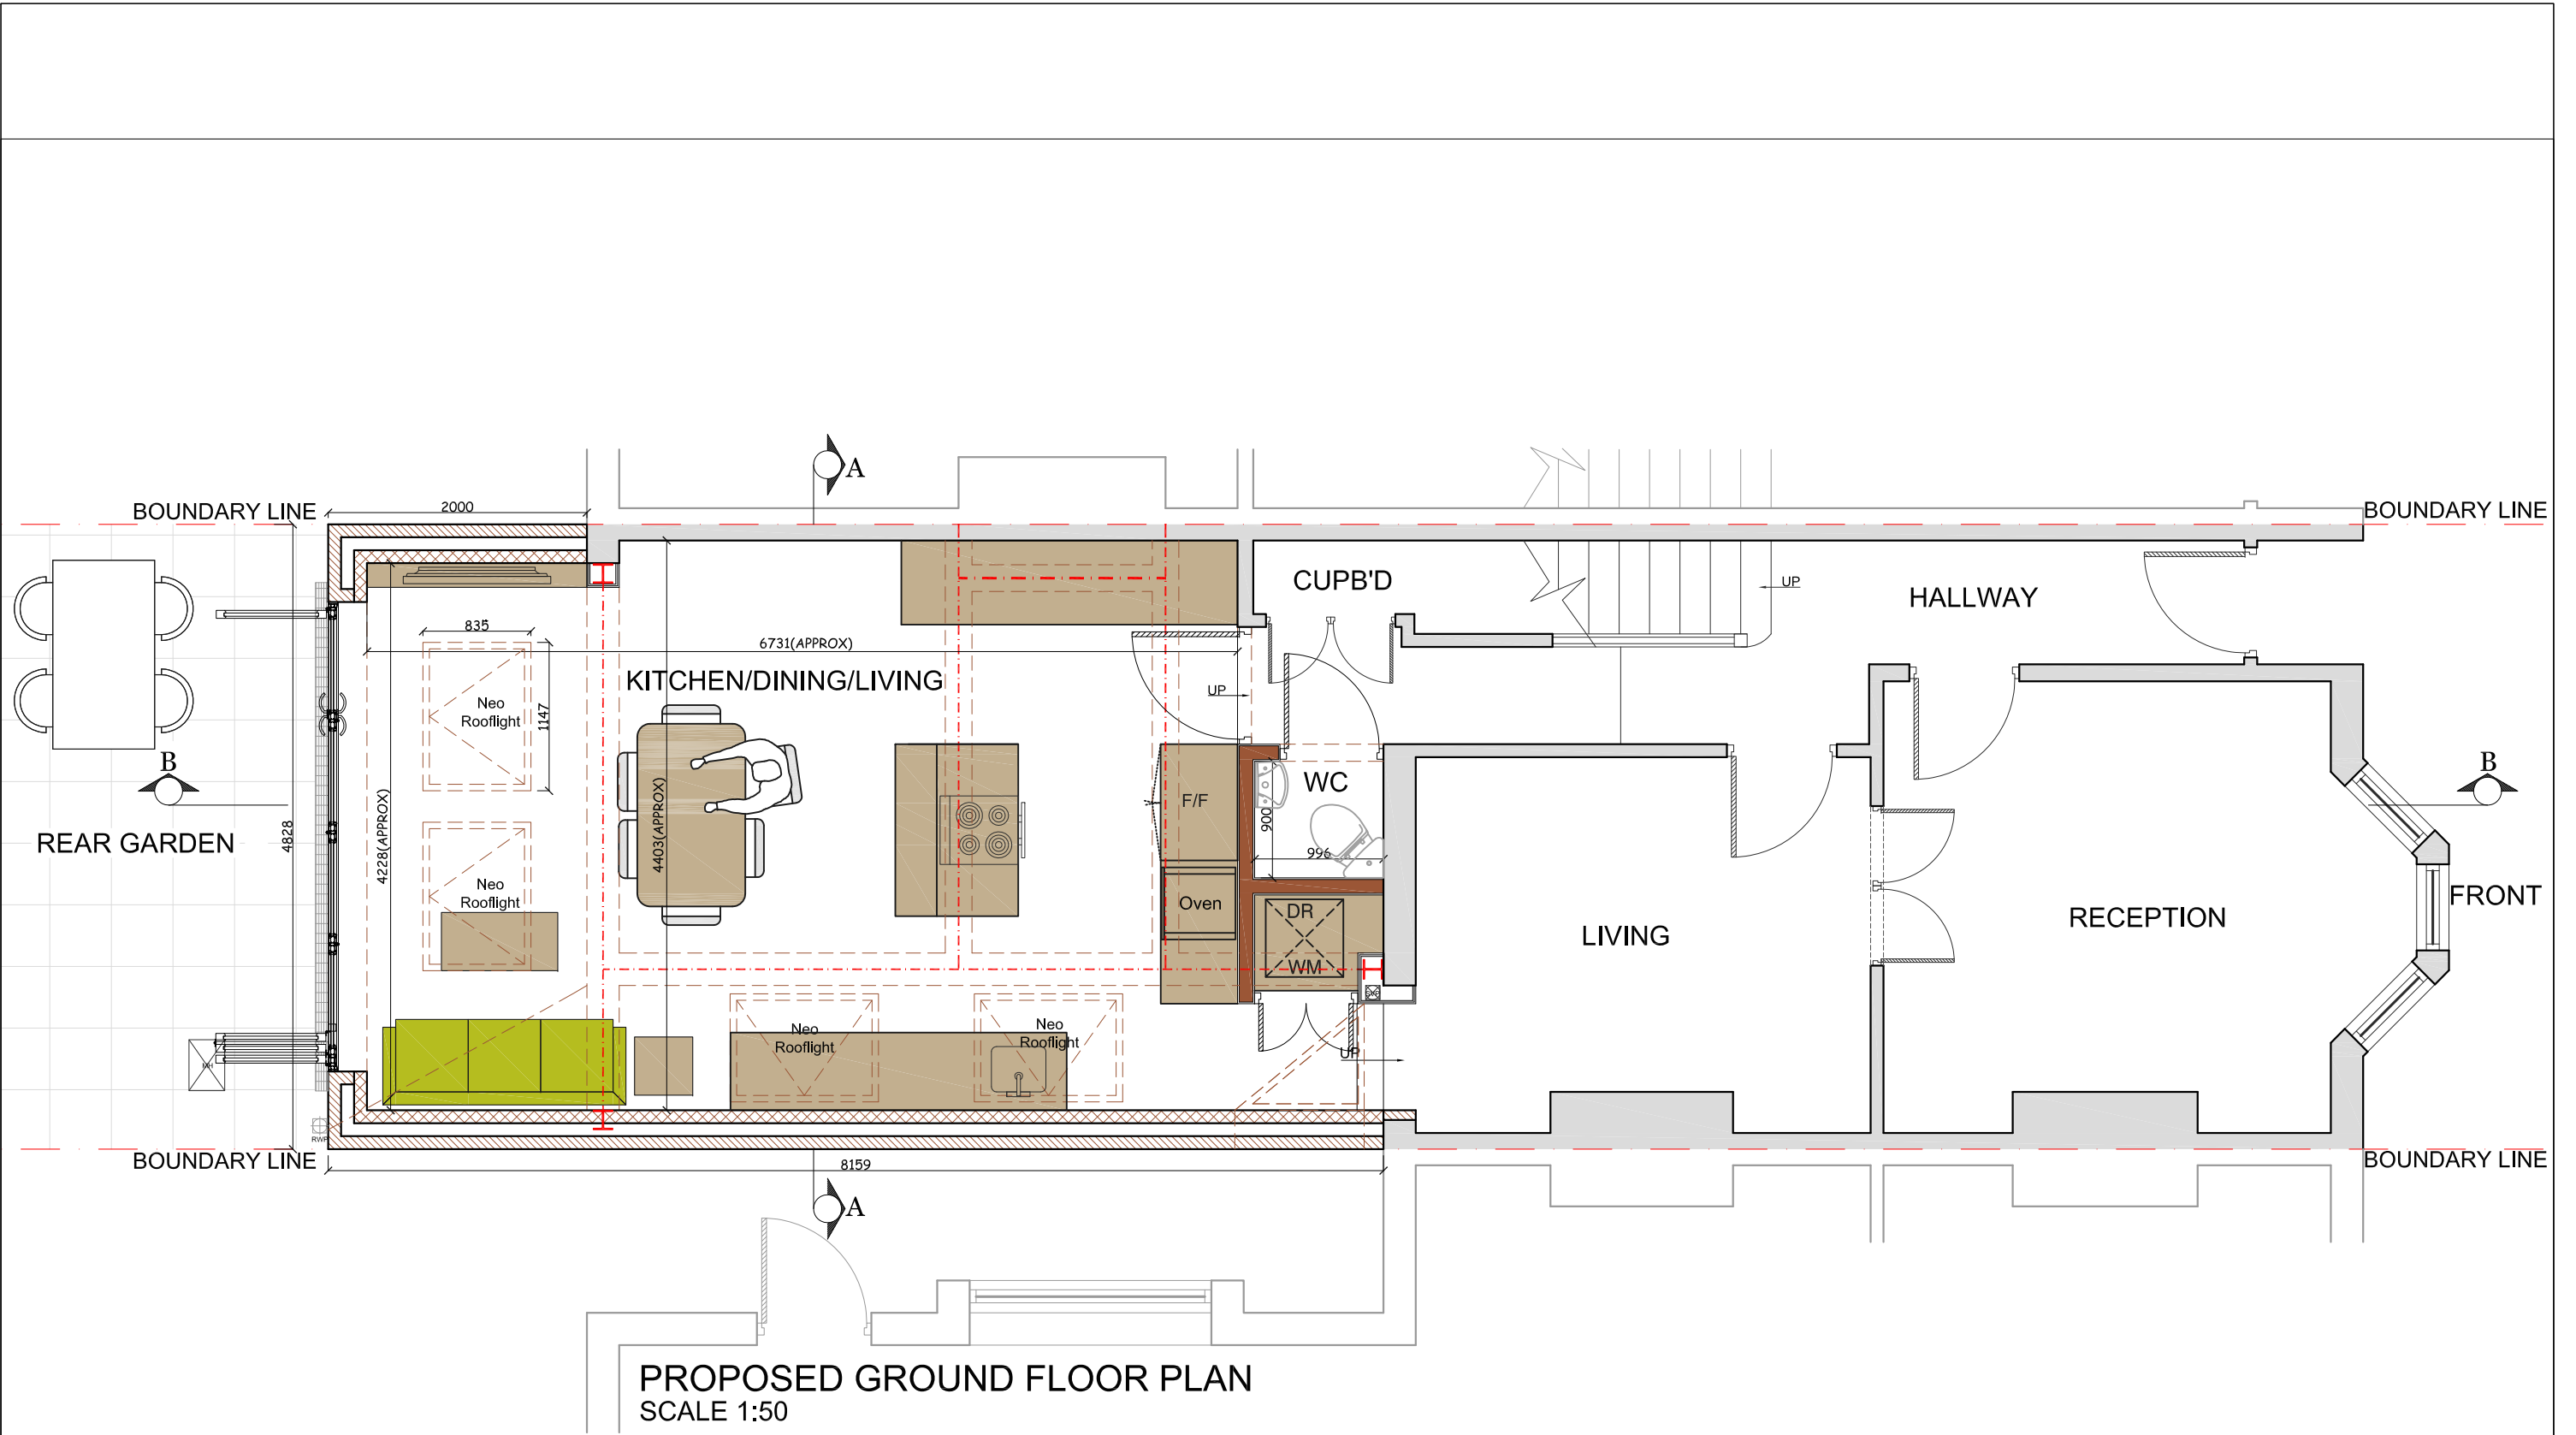 A
BOUNDARY LINE
2000
BOUNDARY LINE
CUPB'D
UP
HALLWAY
835
6731(APPROX)
KITCHEN/DINING/LIVING
UP
Neo
Rooflight
1147
B
REAR GARDEN
4828
4228(APPROX)
4403(APPROX)
F/F
WC
900
996
B
FRONT
Neo
Rooflight
Oven
DR
WM
LIVING
RECEPTION
Neo
Rooflight
Neo
Rooflight
UP
MH
RWP
BOUNDARY LINE
8159
BOUNDARY LINE
A
PROPOSED GROUND FLOOR PLAN
SCALE 1:50